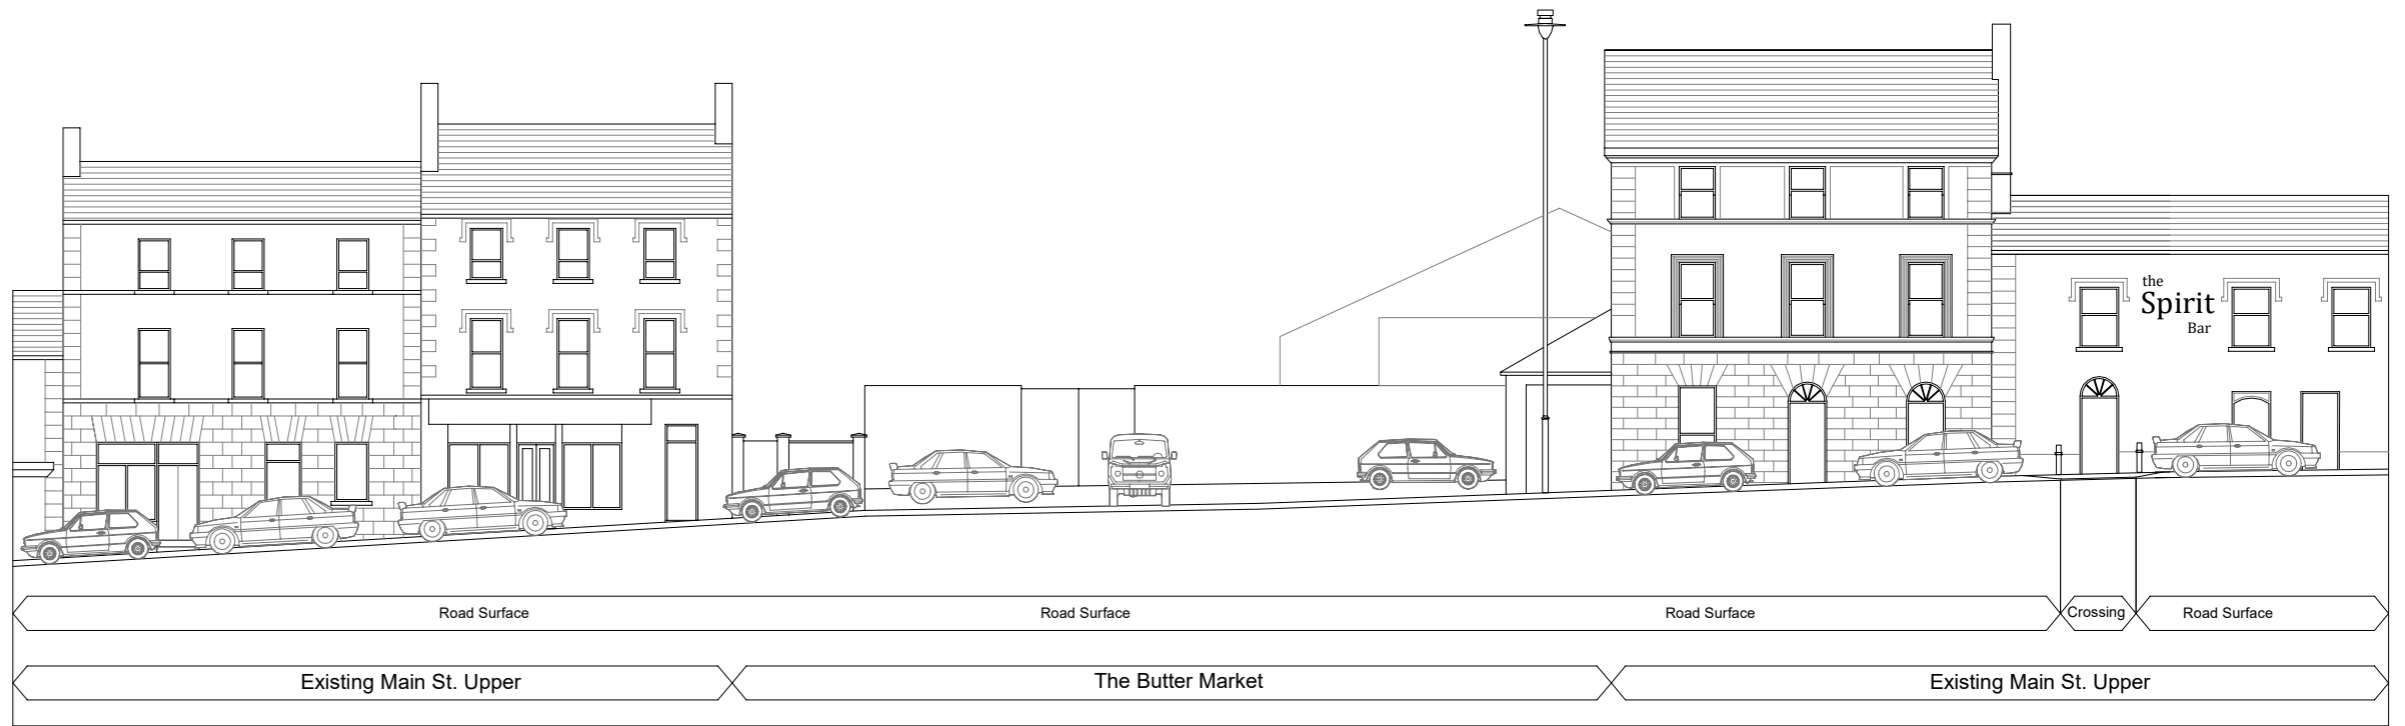 the
Spirit
Bar
Road Surface
Road Surface
Road Surface
Crossing
Road Surface
Existing Main St. Upper
The Butter Market
Existing Main St. Upper